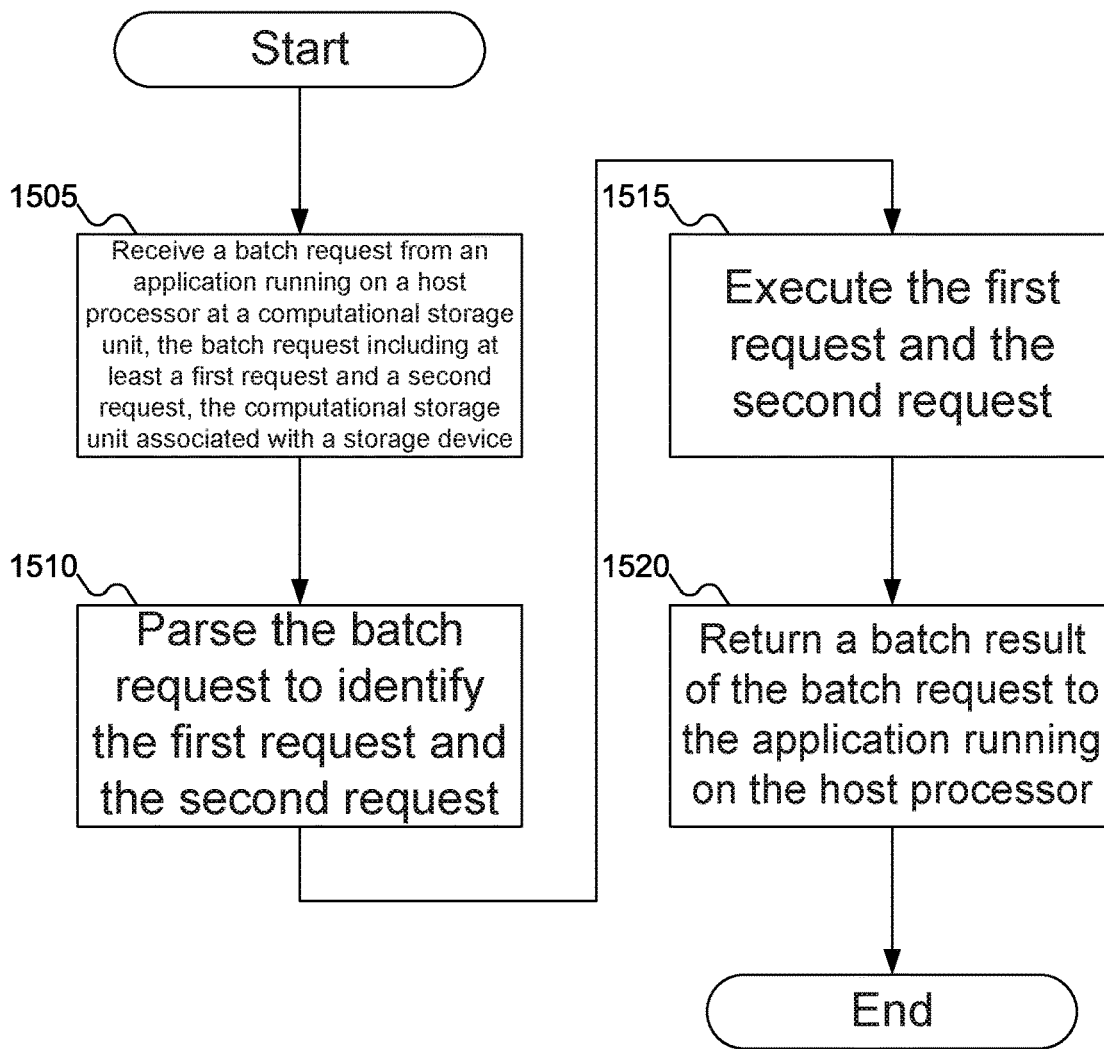 Start
1505
Receive a batch request from an
application running on a host
processor at a computational storage
unit, the batch request including at
least a first request and a second
request, the computational storage
unit associated with a storage device
1510
Parse the batch
request to identify
the first request and
the second request
1515
Execute the first
request and the
second request
1520
Return a batch result
of the batch request to
the application running
on the host processor
End